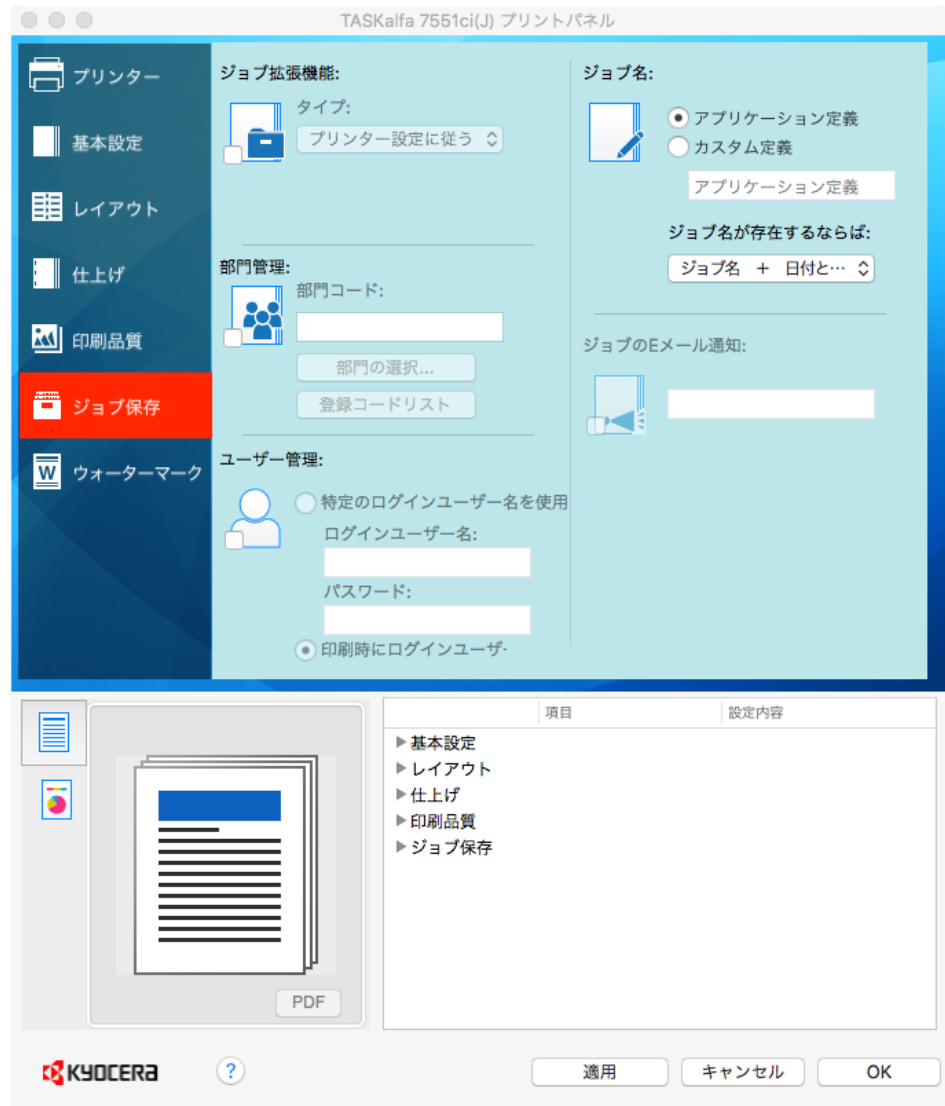 TASKalfa 7551ci(J) プリントパネル
プリンター
基本設定
レイアウト
仕上げ
印刷品質
ジョブ保存
W ウォーターマーク
ジョブ拡張機能:
タイプ:
プリンター設定に従う
部門管理:
部門コード:
部門の選択...
登録コードリスト
ユーザー管理:
特定のログインユーザー名を使用
ログインユーザー名:
パスワード:
印刷時にログインユーザ·
ジョブ名:
アプリケーション定義
カスタム定義
アプリケーション定義
ジョブ名が存在するならば:
ジョブ名 + 日付と…
ジョブのEメール通知:
PDF
項目 設定内容
基本設定
レイアウト
仕上げ
印刷品質
ジョブ保存
KYOCERA
?
適用 キャンセル OK